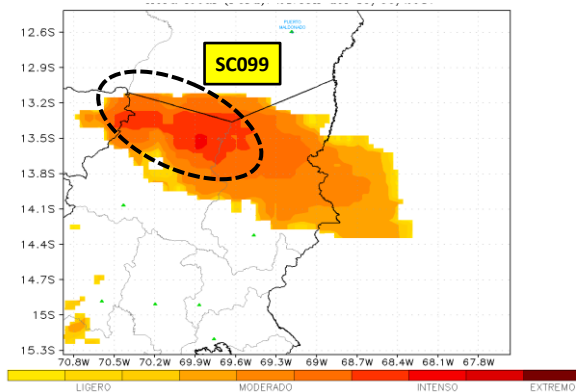 PUERTO
MALDONADO
12.6S
SC099
12.9S
13.2S
13.5S
13.8S
14.1S
14.4S
14.7S
15S
15.3S
70.8W 70.5W 70.2W 69.9W 69.6W 69.3W 69W 68.7W 68.4W 68.1W 67.8W
LIGERO MODERADO INTENSO EXTREMO